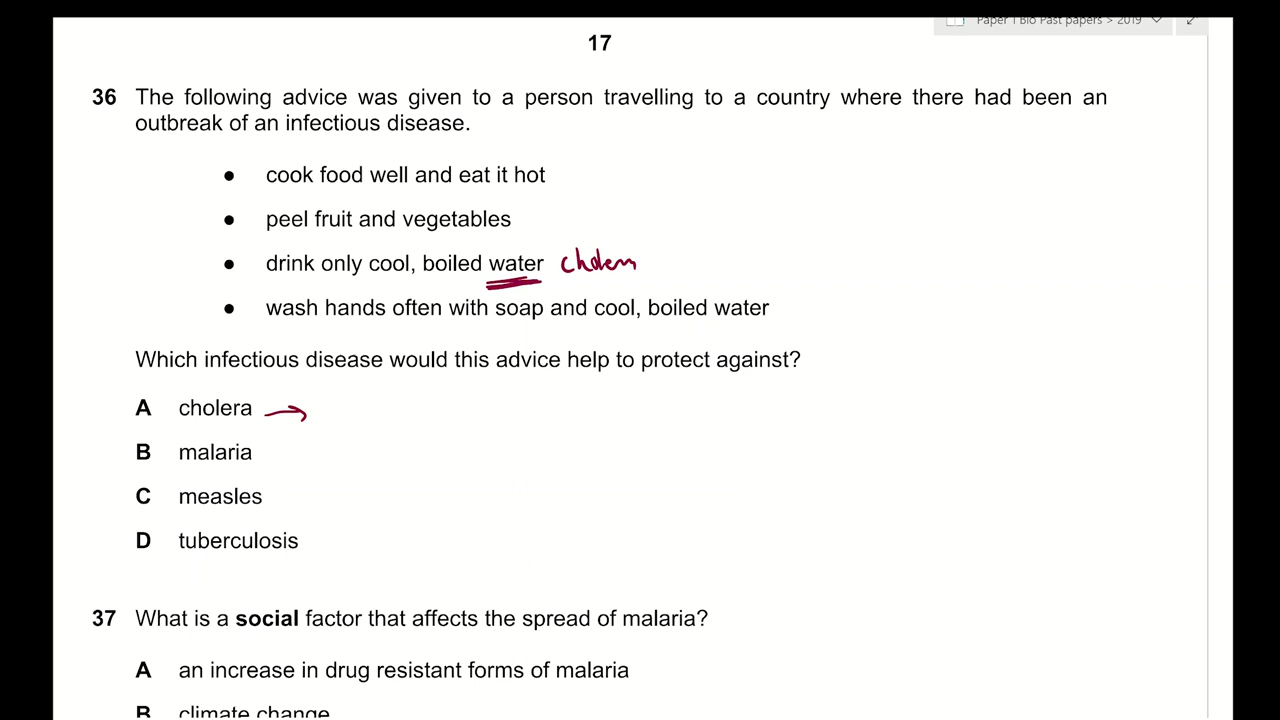 Paper 1 Bio Past papers > 2019
17
36 The following advice was given to a person travelling to a country where there had been an
outbreak of an infectious disease.
● cook food well and eat it hot
● peel fruit and vegetables
● drink only cool, boiled water cholera
● wash hands often with soap and cool, boiled water
Which infectious disease would this advice help to protect against?
A cholera
B malaria
C measles
D tuberculosis
37 What is a social factor that affects the spread of malaria?
A an increase in drug resistant forms of malaria
B climate change